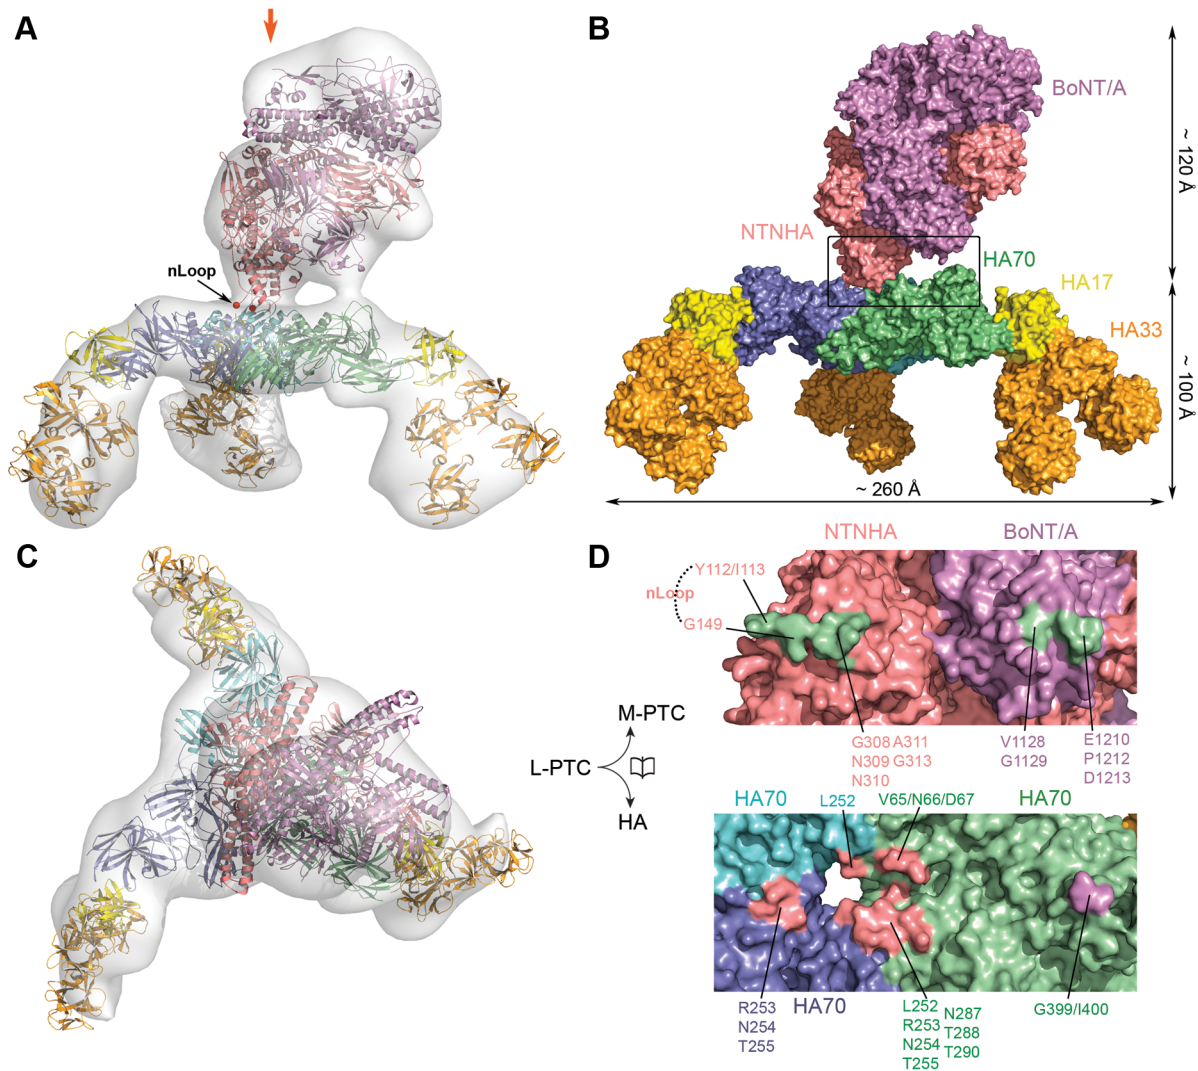 A
nLoop
B
BoNT/A
NTNHA
HA70
HA17
HA33
~ 120 Å
~ 100 Å
~ 260 Å
C
D
NTNHA
BoNT/A
Y112/I113
nLoop
G149
G308 A311
N309 G313
N310
V1128
G1129
E1210
P1212
D1213
M-PTC
L-PTC
HA
HA70
L252
V65/N66/D67
HA70
R253
N254
T255
HA70
L252
R253
N254
T255
N287
T288
T290
G399/I400